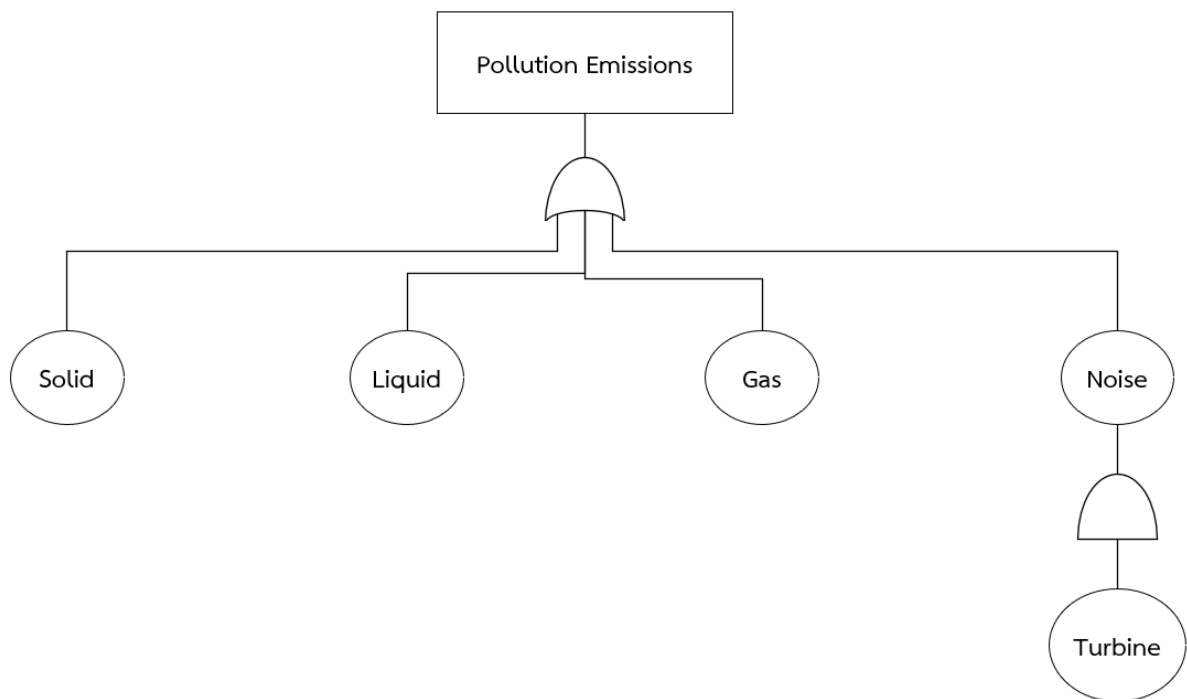 Pollution Emissions
Solid
Liquid
Gas
Noise
Turbine